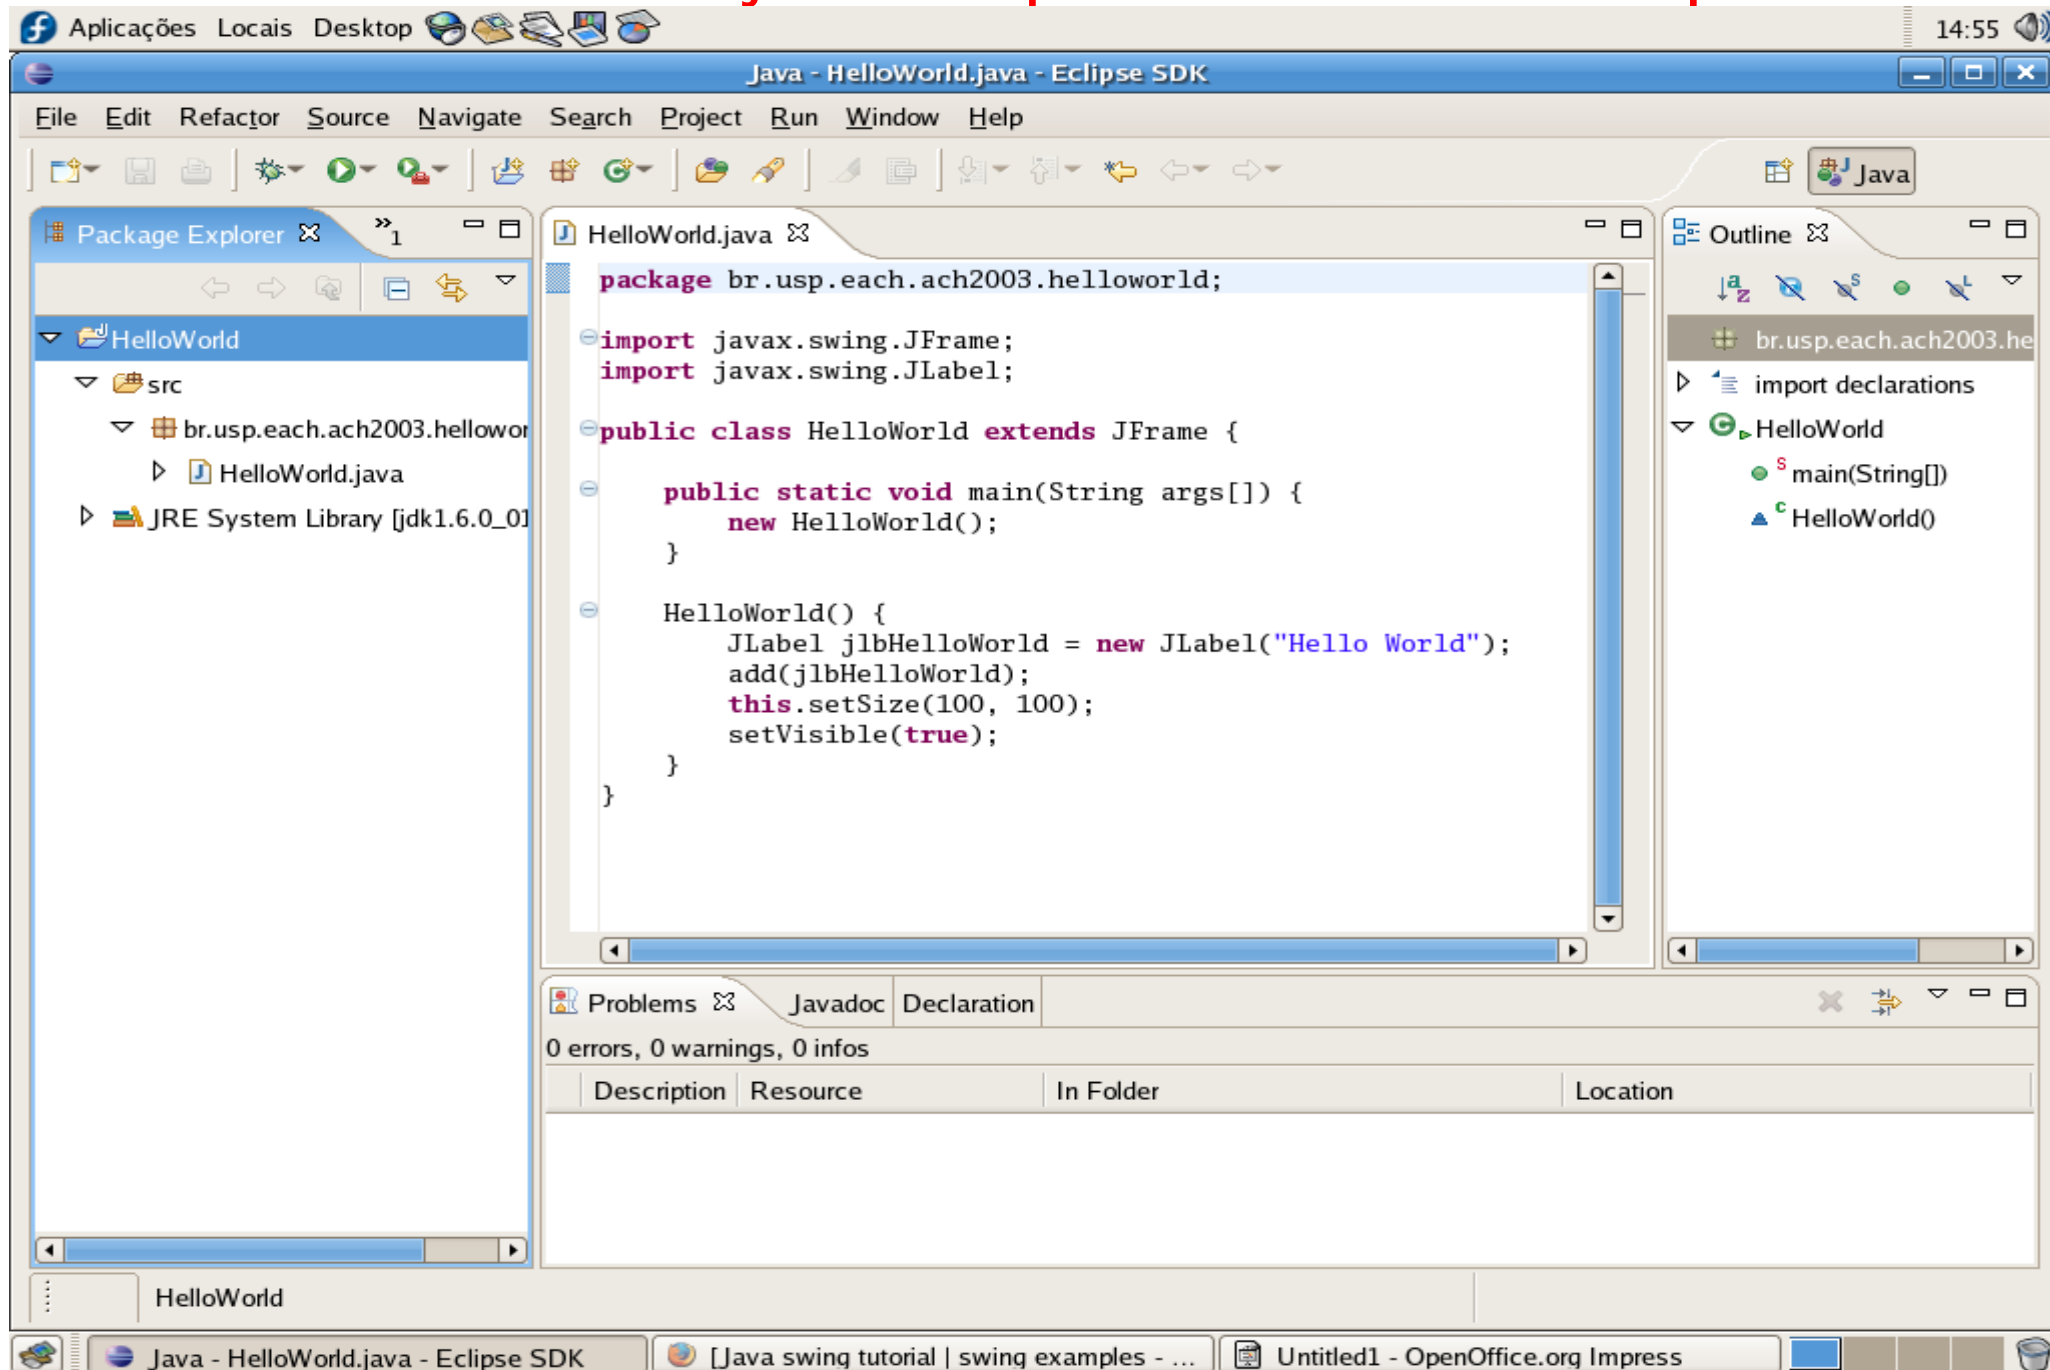 Aplicações Locais Desktop 14:55
Java - HelloWorld.java - Eclipse SDK
File Edit Refactor Source Navigate Search Project Run Window Help
Java
Package Explorer
1
HelloWorld
src
br.usp.each.ach2003.hellowor
HelloWorld.java
JRE System Library [jdk1.6.0_01
HelloWorld.java
package br.usp.each.ach2003.helloworld;
import javax.swing.JFrame;
import javax.swing.JLabel;
public class HelloWorld extends JFrame {
public static void main(String args[]) {
new HelloWorld();
}
HelloWorld() {
JLabel jlbHelloWorld = new JLabel("Hello World");
add(jlbHelloWorld);
this.setSize(100, 100);
setVisible(true);
}
}
Outline
br.usp.each.ach2003.he
import declarations
HelloWorld
main(String[])
HelloWorld()
Problems Javadoc Declaration
0 errors, 0 warnings, 0 infos
Description Resource In Folder Location
HelloWorld
Java - HelloWorld.java - Eclipse SDK [Java swing tutorial | swing examples - ... Untitled1 - OpenOffice.org Impress